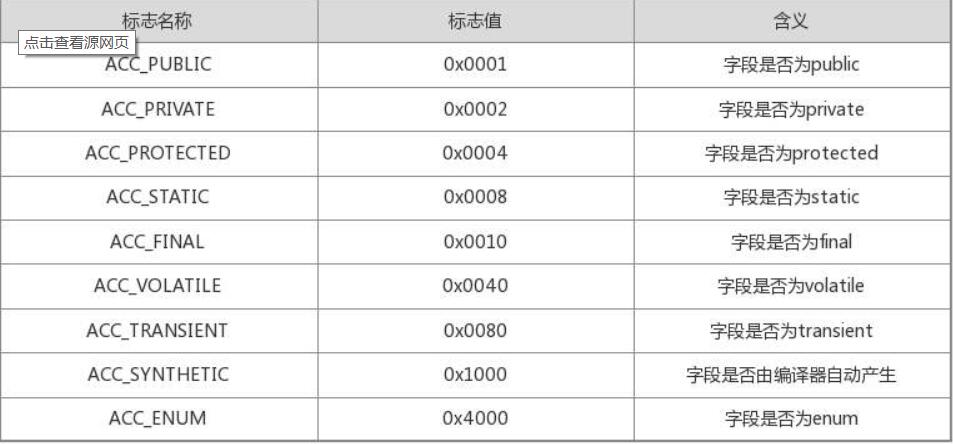 标志名称 标志值 含义
点击查看源网页
ACC_PUBLIC 0x0001 字段是否为public
ACC_PRIVATE 0x0002 字段是否为private
ACC_PROTECTED 0x0004 字段是否为protected
ACC_STATIC 0x0008 字段是否为static
ACC_FINAL 0x0010 字段是否为final
ACC_VOLATILE 0x0040 字段是否为volatile
ACC_TRANSIENT 0x0080 字段是否为transient
ACC_SYNTHETIC 0x1000 字段是否由编译器自动产生
ACC_ENUM 0x4000 字段是否为enum